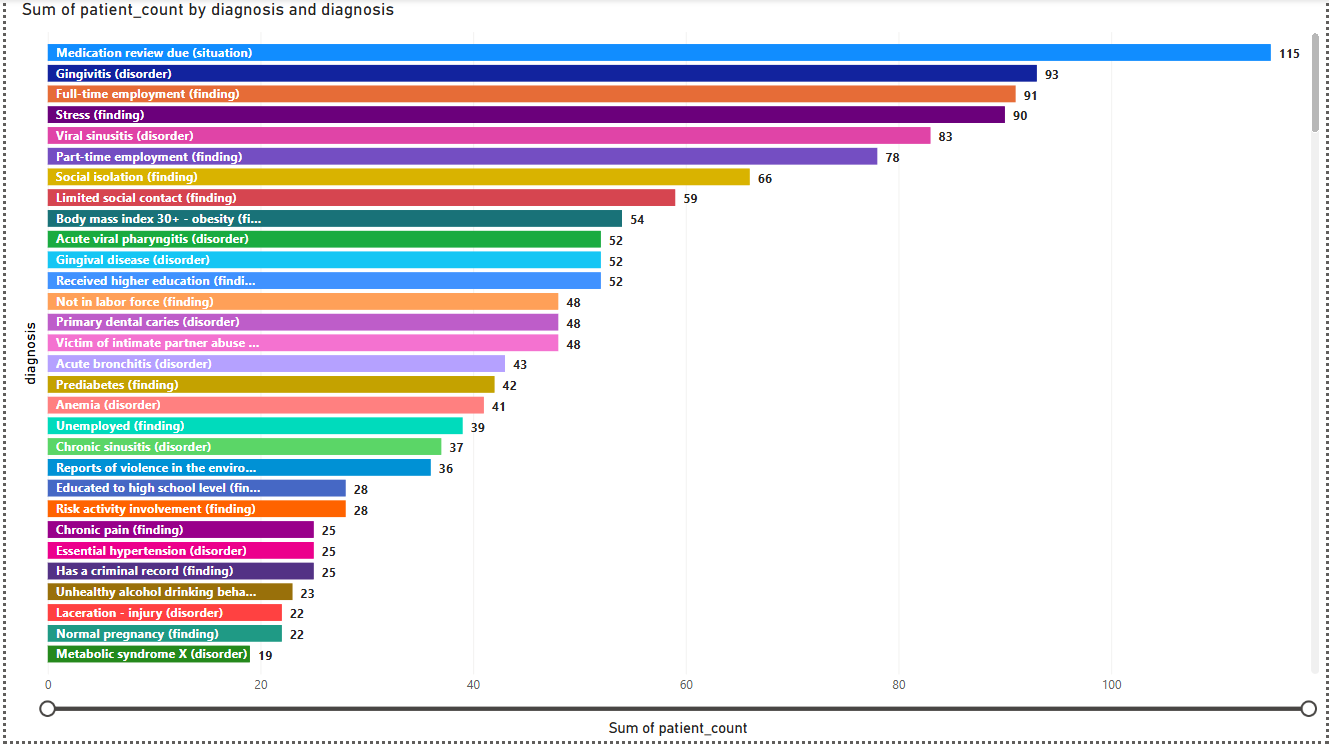 Sum of patient_count by diagnosis and diagnosis
Medication review due (situation) 115
Gingivitis (disorder) 93
Full-time employment (finding) 91
Stress (finding) 90
Viral sinusitis (disorder) 83
Part-time employment (finding) 78
Social isolation (finding) 66
Limited social contact (finding) 59
Body mass index 30+ - obesity (fi... 54
Acute viral pharyngitis (disorder) 52
Gingival disease (disorder) 52
Received higher education (findi... 52
Not in labor force (finding) 48
Primary dental caries (disorder) 48
Victim of intimate partner abuse ... 48
Acute bronchitis (disorder) 43
Prediabetes (finding) 42
Anemia (disorder) 41
Unemployed (finding) 39
Chronic sinusitis (disorder) 37
Reports of violence in the enviro... 36
Educated to high school level (fin... 28
Risk activity involvement (finding) 28
Chronic pain (finding) 25
Essential hypertension (disorder) 25
Has a criminal record (finding) 25
Unhealthy alcohol drinking beha... 23
Laceration - injury (disorder) 22
Normal pregnancy (finding) 22
Metabolic syndrome X (disorder) 19
diagnosis
0 20 40 60 80 100
Sum of patient_count